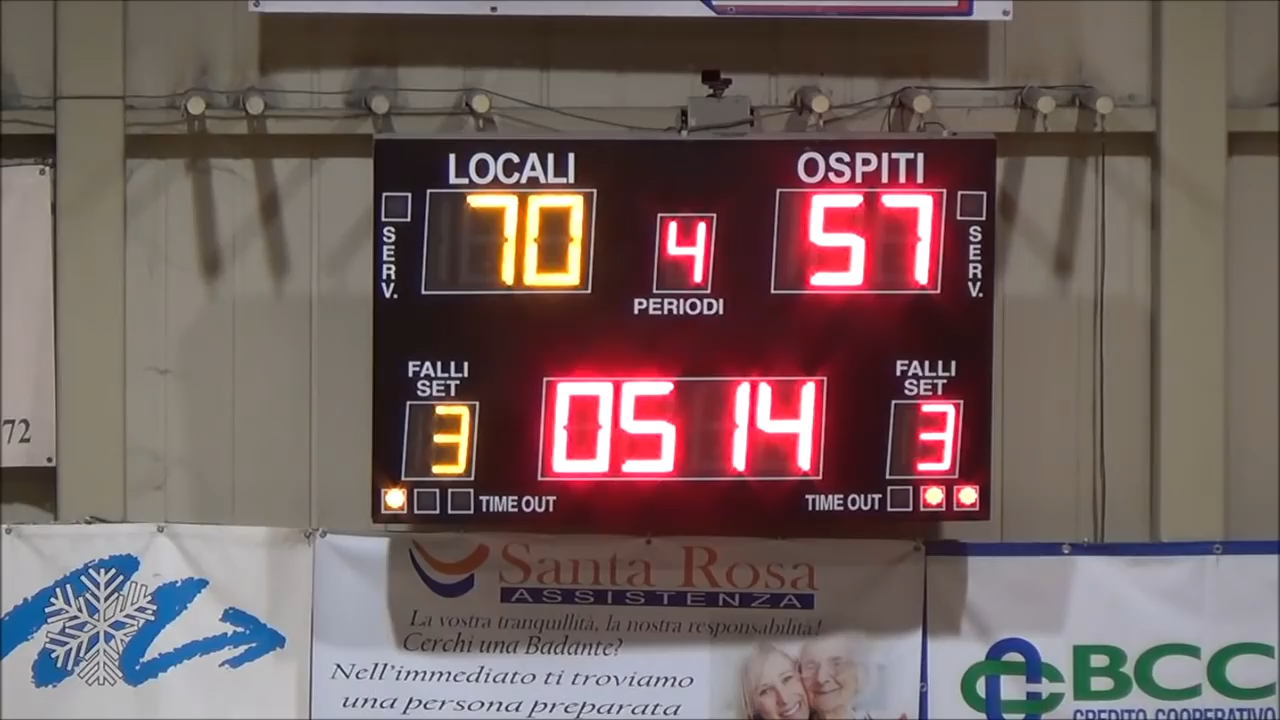 LOCALI
OSPITI
70
4
57
SERV.
SERV.
PERIODI
FALLI
SET
FALLI
SET
3
05 14
3
TIME OUT
TIME OUT
72
Santa Rosa
ASSISTENZA
La vostra tranquillità, la nostra responsabilità!
Cerchi una Badante?
Nell'immediato ti troviamo
una persona preparata
BCC
CREDITO COOPERATIVO